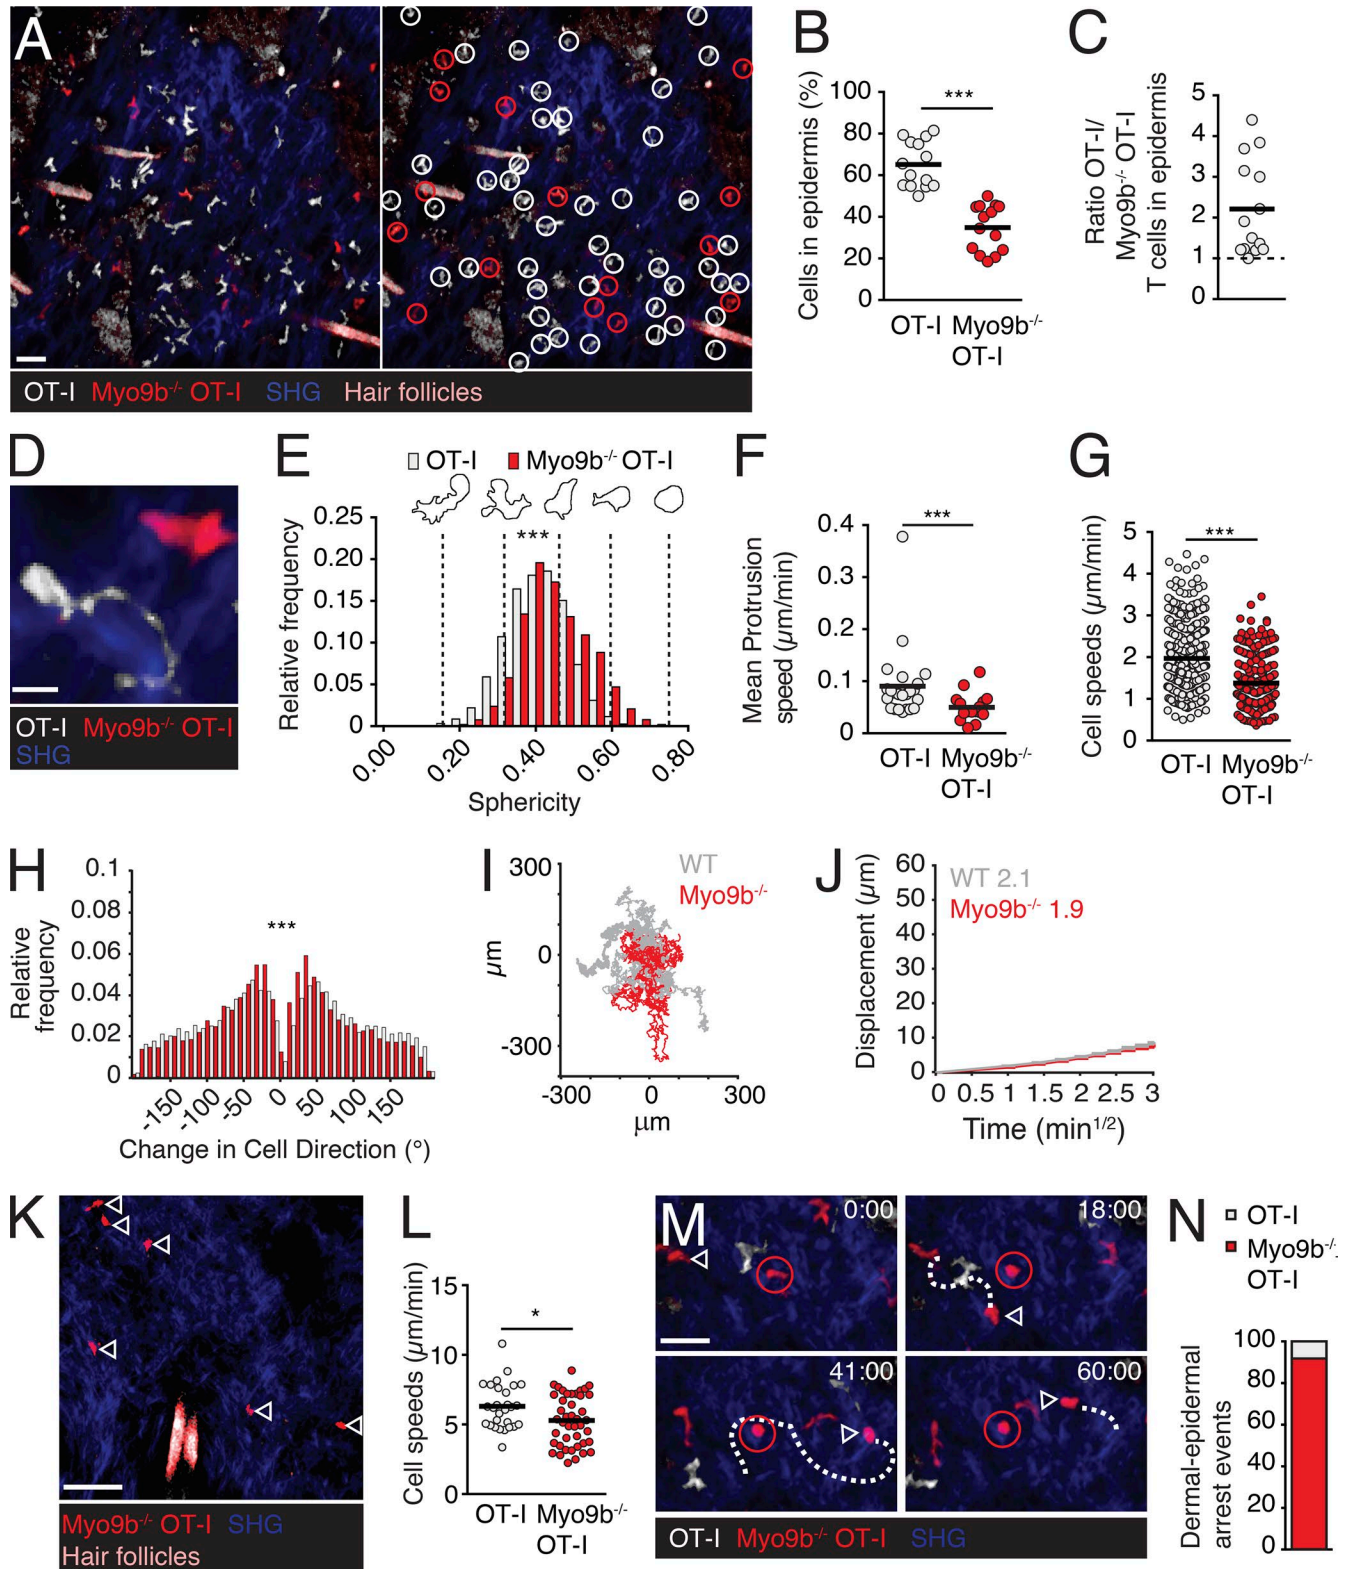 A
OT-I Myo9b-/- OT-I SHG Hair follicles
B
Cells in epidermis (%)
100
80
60
40
20
0
***
OT-I Myo9b-/-
OT-I
C
Ratio OT-I/
Myo9b-/- OT-I
T cells in epidermis
5
4
3
2
1
0
D
OT-I Myo9b-/- OT-I
SHG
E
OT-I Myo9b-/- OT-I
***
Relative frequency
0.25
0.20
0.15
0.10
0.05
0
0.00 0.20 0.40 0.60 0.80
Sphericity
F
Mean Protrusion
speed (µm/min)
0.4
0.3
0.2
0.1
0
***
OT-I Myo9b-/-
OT-I
G
Cell speeds (µm/min)
5
4
3
2
1
0
***
OT-I Myo9b-/-
OT-I
H
Relative
frequency
0.1
0.08
0.06
0.04
0.02
0
***
-150 -100 -50 0 50 100 150
Change in Cell Direction (°)
I
WT
Myo9b-/-
µm
300
0
-300
-300 0 300
µm
J
Displacement (µm)
60
50
40
30
20
10
0
WT 2.1
Myo9b-/- 1.9
0 0.5 1 1.5 2 2.5 3
Time (min1/2)
K
Myo9b-/- OT-I SHG
Hair follicles
L
Cell speeds (µm/min)
15
10
5
0
*
OT-I Myo9b-/-
OT-I
M
0:00
18:00
41:00
60:00
OT-I Myo9b-/- OT-I SHG
N
OT-I
Myo9b-/-
OT-I
Dermal-epidermal
arrest events
100
80
60
40
20
0